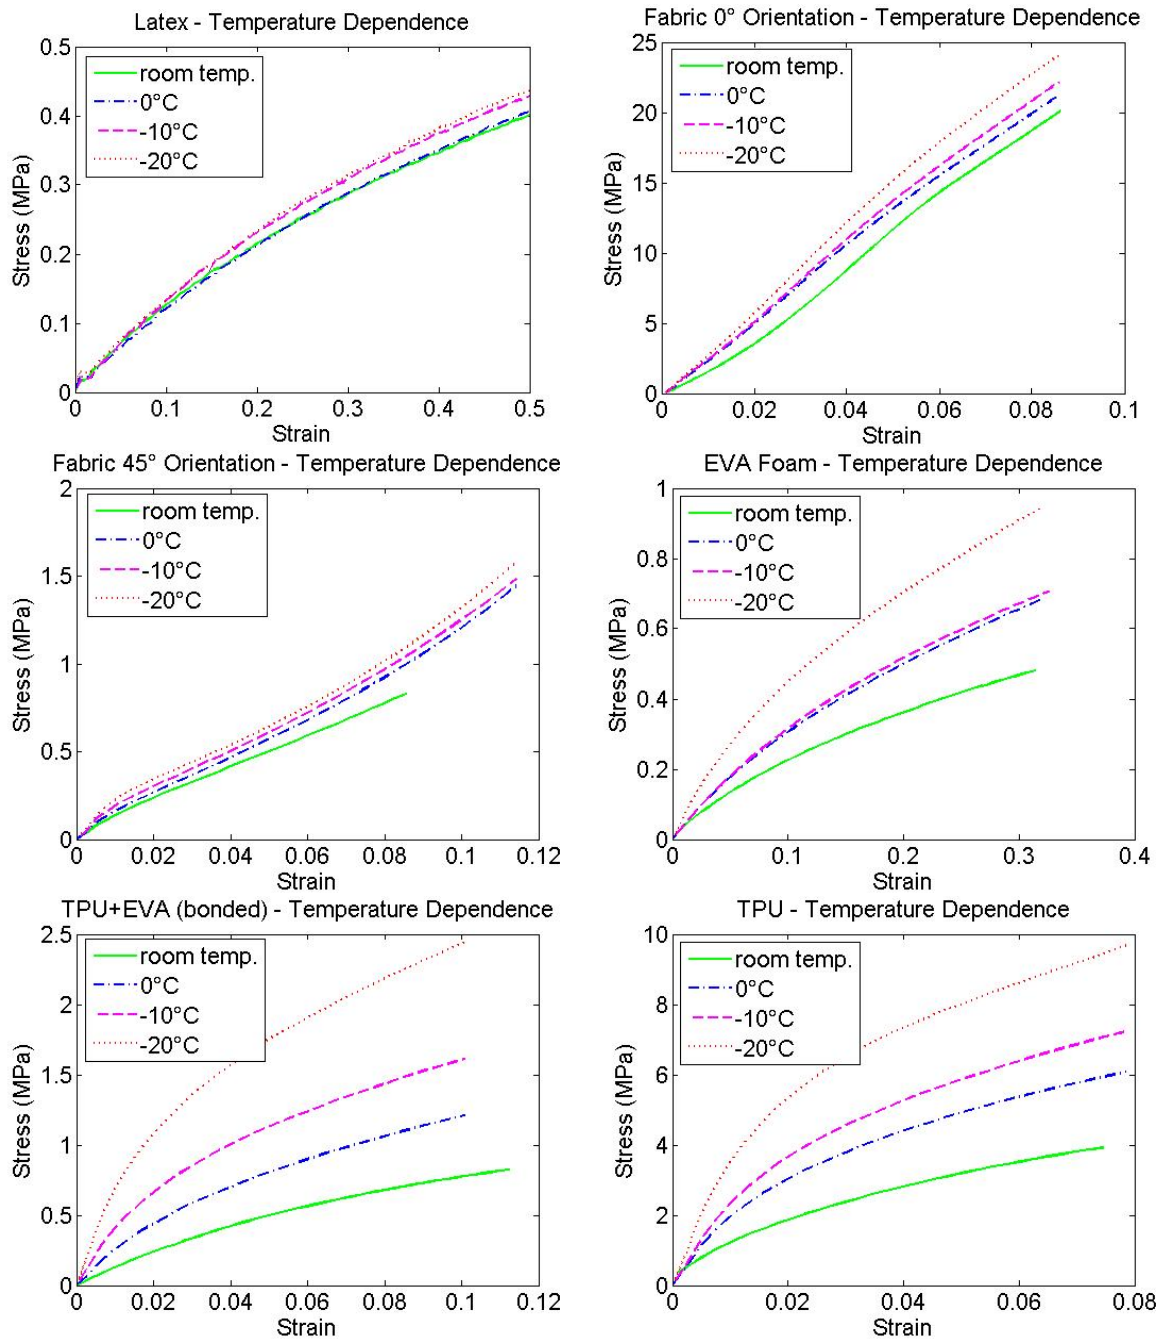 Latex - Temperature Dependence
0.5
0.4
0.3
0.2
0.1
0
Stress (MPa)
room temp.
0°C
-10°C
-20°C
0 0.1 0.2 0.3 0.4 0.5
Strain
Fabric 0° Orientation - Temperature Dependence
25
20
15
10
5
0
Stress (MPa)
room temp.
0°C
-10°C
-20°C
0 0.02 0.04 0.06 0.08 0.1
Strain
Fabric 45° Orientation - Temperature Dependence
2
1.5
1
0.5
0
Stress (MPa)
room temp.
0°C
-10°C
-20°C
0 0.02 0.04 0.06 0.08 0.1 0.12
Strain
EVA Foam - Temperature Dependence
1
0.8
0.6
0.4
0.2
0
Stress (MPa)
room temp.
0°C
-10°C
-20°C
0 0.1 0.2 0.3 0.4
Strain
TPU+EVA (bonded) - Temperature Dependence
2.5
2
1.5
1
0.5
0
Stress (MPa)
room temp.
0°C
-10°C
-20°C
0 0.02 0.04 0.06 0.08 0.1 0.12
Strain
TPU - Temperature Dependence
10
8
6
4
2
0
Stress (MPa)
room temp.
0°C
-10°C
-20°C
0 0.02 0.04 0.06 0.08
Strain